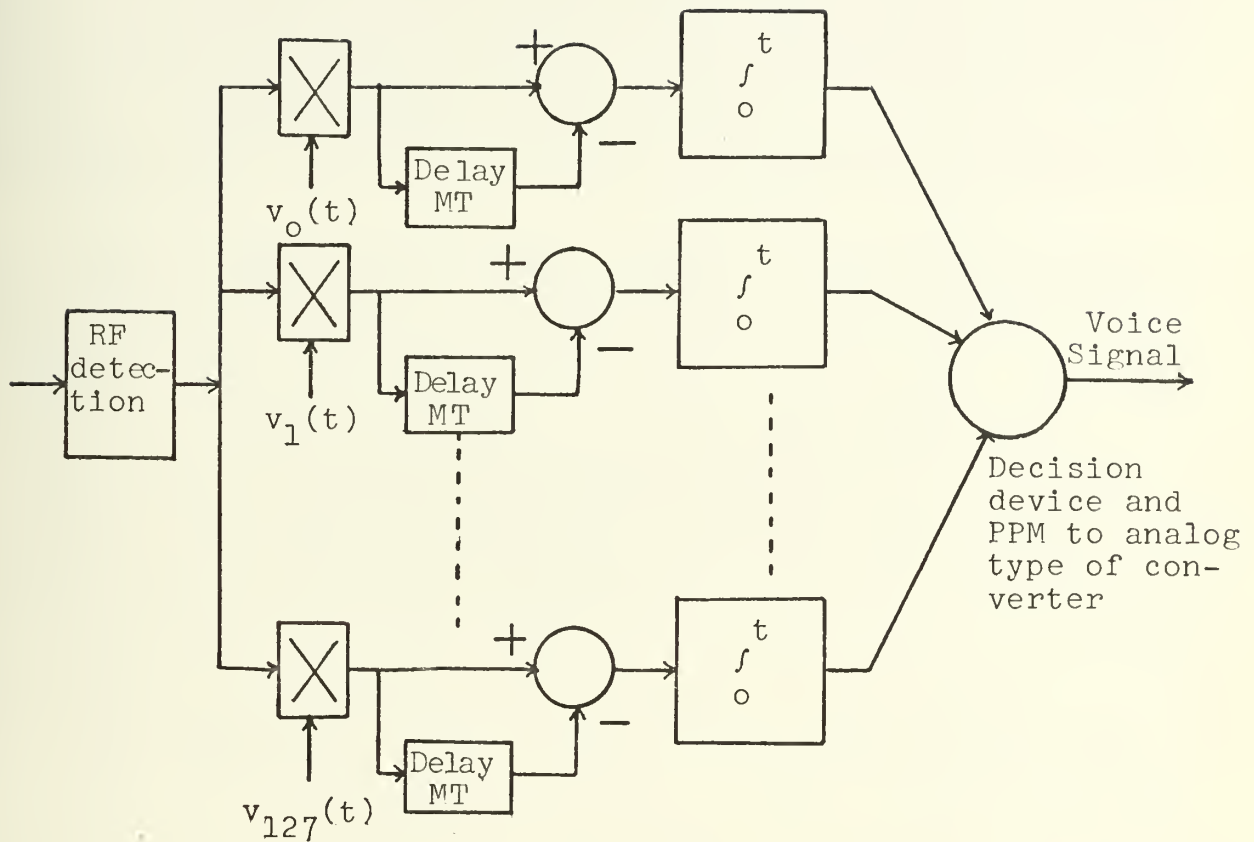 +
t
∫
o
—
Delay
MT
v₀(t)
+
t
∫
o
—
Delay
MT
v₁(t)
RF
detec-
tion
Voice
Signal
Decision
device and
PPM to analog
type of con-
verter
+
t
∫
o
—
Delay
MT
v₁₂₇(t)